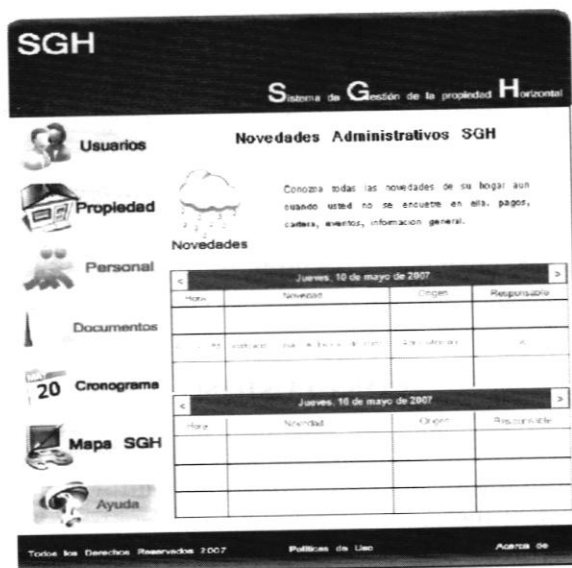 SGH
Sistema de Gestión de la propiedad Horizontal
Usuarios
Propiedad
Personal
Documentos
20 Cronograma
Mapa SGH
Ayuda
Novedades Administrativos SGH
Conozca todas las novedades de su hogar aun
cuando usted no se encuetre en ella, pagos,
cartera, eventos, informacion general.
Novedades
< Jueves, 10 de mayo de 2007 >
Hora Novedad Origen Responsable
< Jueves, 16 de mayo de 2007 >
Hora Novedad Origen Responsable
Todos los Derechos Reservados 2007 Políticas de Uso Acerca de